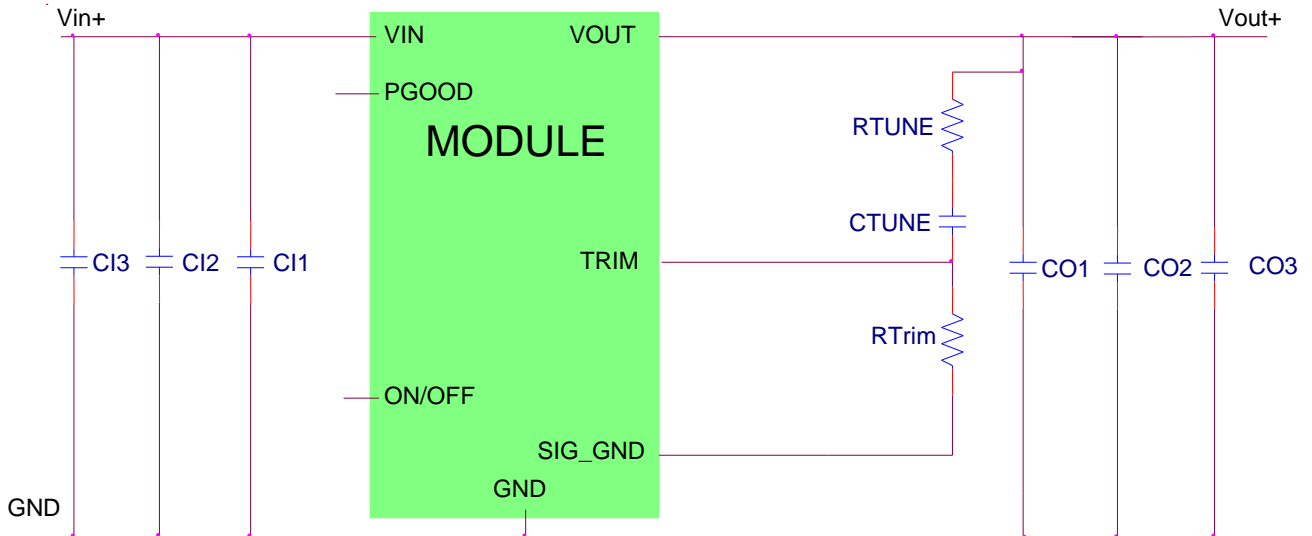 Vin+
Vout+
VIN
VOUT
PGOOD
MODULE
RTUNE
CTUNE
TRIM
CI3
CI2
CI1
CO1
CO2
CO3
RTrim
ON/OFF
SIG_GND
GND
GND